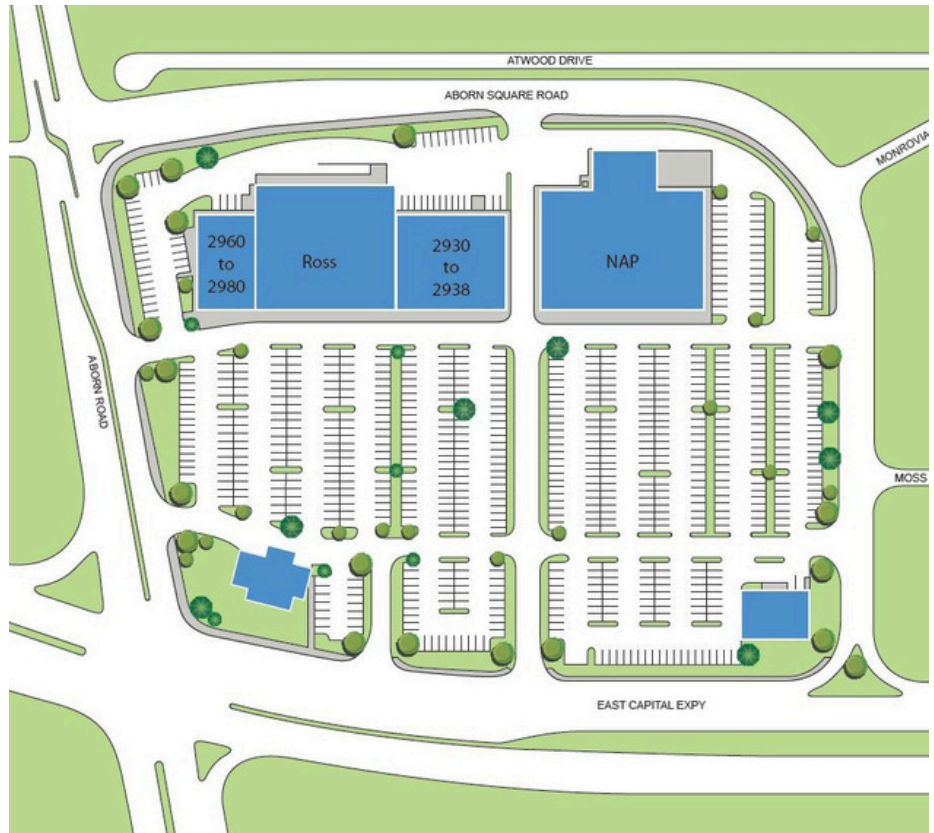 ATWOOD DRIVE
ABORN SQUARE ROAD
MONROVIA
2960
to
2980
Ross
2930
to
2938
NAP
ABORN ROAD
MOSS
EAST CAPITAL EXPY